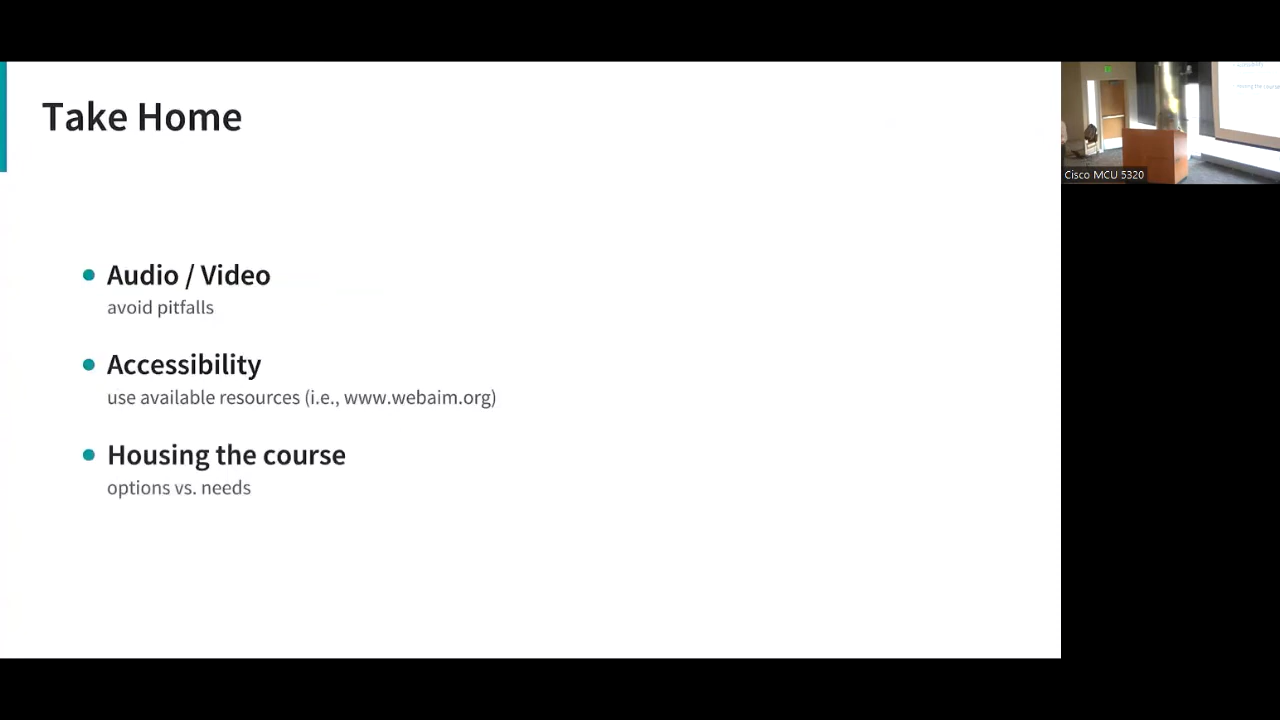 Take Home
Audio / Video
avoid pitfalls
Accessibility
use available resources (i.e., www.webaim.org)
Housing the course
options vs. needs
Cisco MCU 5320